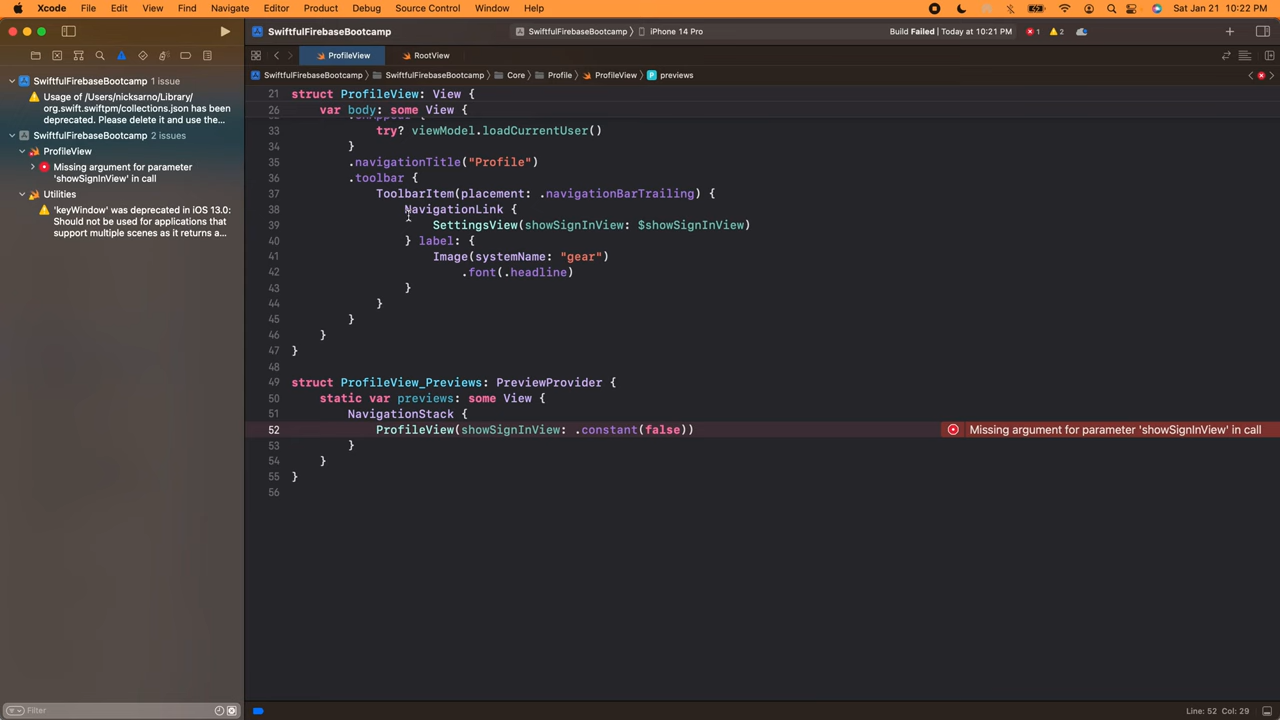 Xcode File Edit View Find Navigate Editor Product Debug Source Control Window Help Sat Jan 21 10:22 PM
SwiftfulFirebaseBootcamp SwiftfulFirebaseBootcamp iPhone 14 Pro Build Failed | Today at 10:21 PM 1 2
ProfileView RootView
SwiftfulFirebaseBootcamp SwiftfulFirebaseBootcamp Core Profile ProfileView P previews
SwiftfulFirebaseBootcamp 1 issue
Usage of /Users/nicksarno/Library/
org.swift.swiftpm/collections.json has been
deprecated. Please delete it and use the...
SwiftfulFirebaseBootcamp 2 issues
ProfileView
Missing argument for parameter
'showSignInView' in call
Utilities
'keyWindow' was deprecated in iOS 13.0:
Should not be used for applications that
support multiple scenes as it returns a...
21 struct ProfileView: View {
26 var body: some View {
33 try? viewModel.loadCurrentUser()
34 }
35 .navigationTitle("Profile")
36 .toolbar {
37 ToolbarItem(placement: .navigationBarTrailing) {
38 NavigationLink {
39 SettingsView(showSignInView: $showSignInView)
40 } label: {
41 Image(systemName: "gear")
42 .font(.headline)
43 }
44 }
45 }
46 }
47 }
48
49 struct ProfileView_Previews: PreviewProvider {
50 static var previews: some View {
51 NavigationStack {
52 ProfileView(showSignInView: .constant(false)) Missing argument for parameter 'showSignInView' in call
53 }
54 }
55 }
56
Filter Line: 52 Col: 29